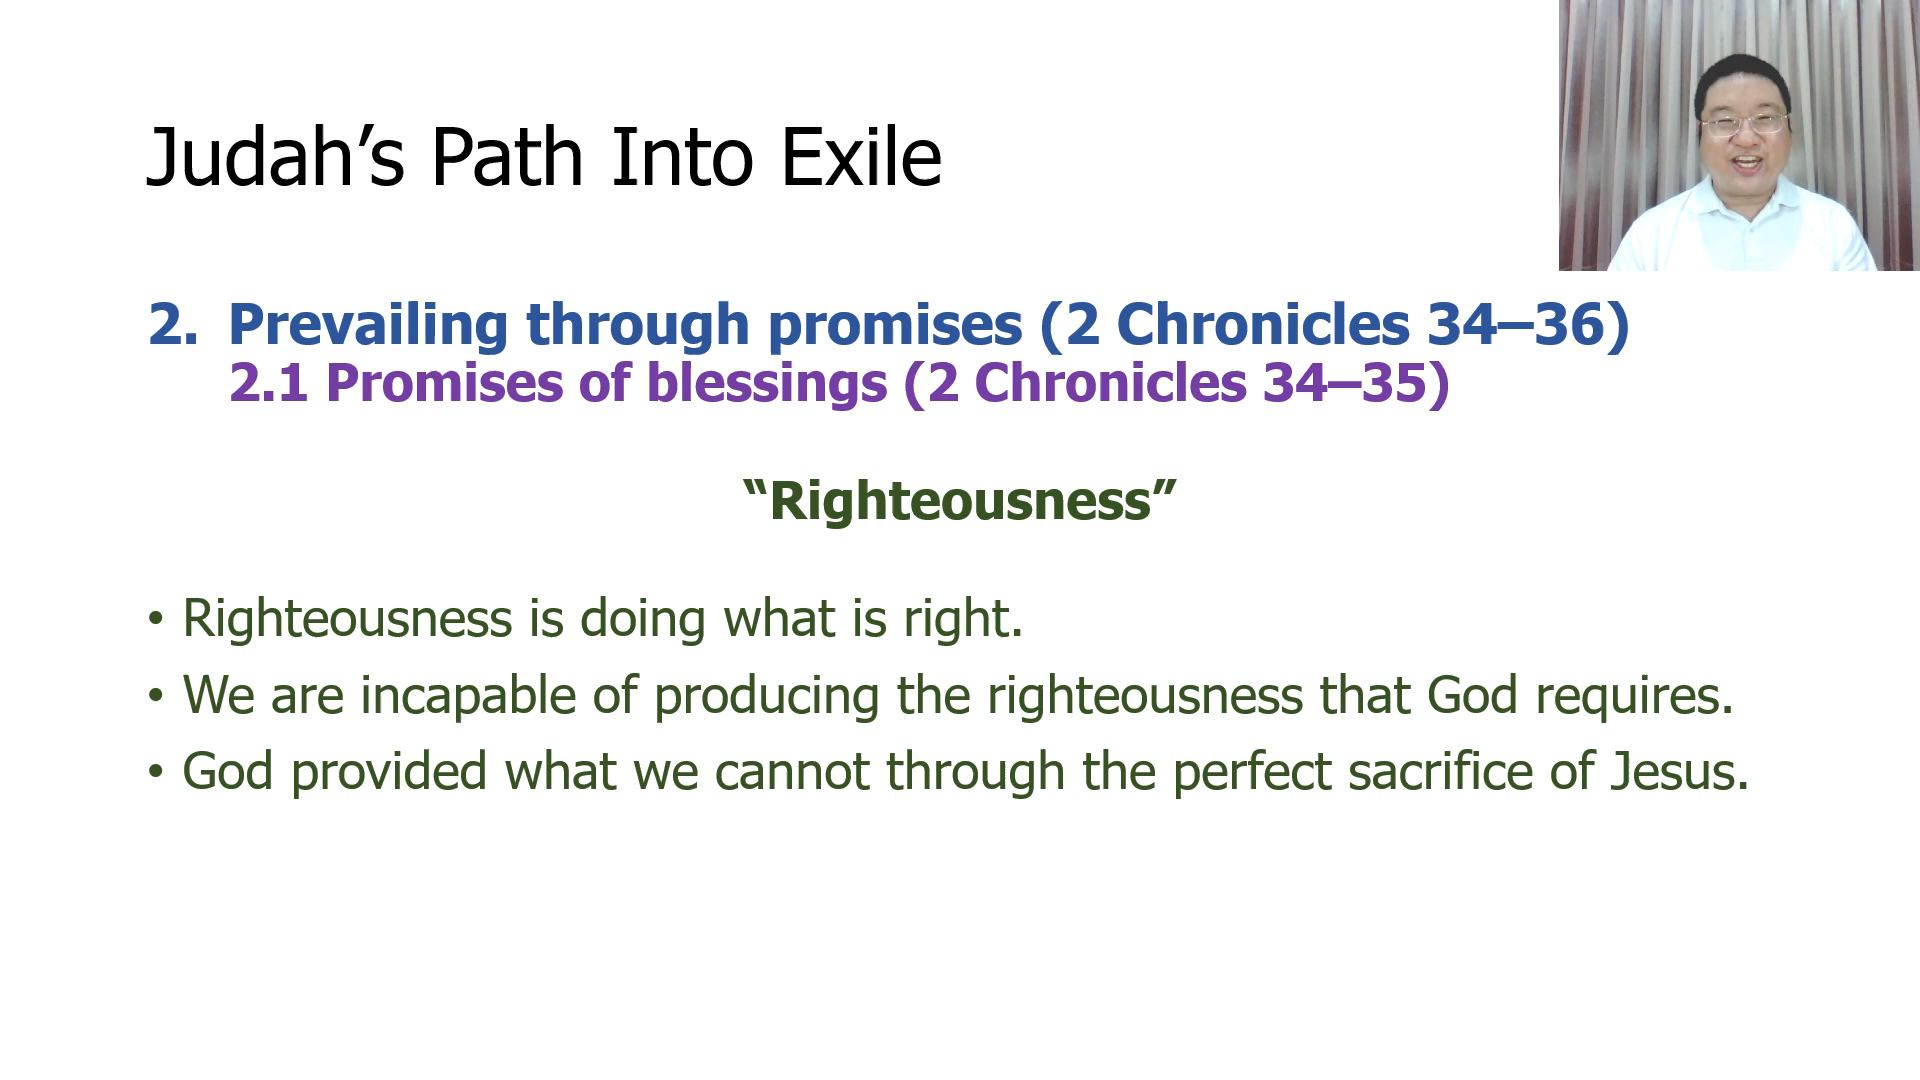 Judah’s Path Into Exile
2. Prevailing through promises (2 Chronicles 34–36)
2.1 Promises of blessings (2 Chronicles 34–35)
“Righteousness”
• Righteousness is doing what is right.
• We are incapable of producing the righteousness that God requires.
• God provided what we cannot through the perfect sacrifice of Jesus.